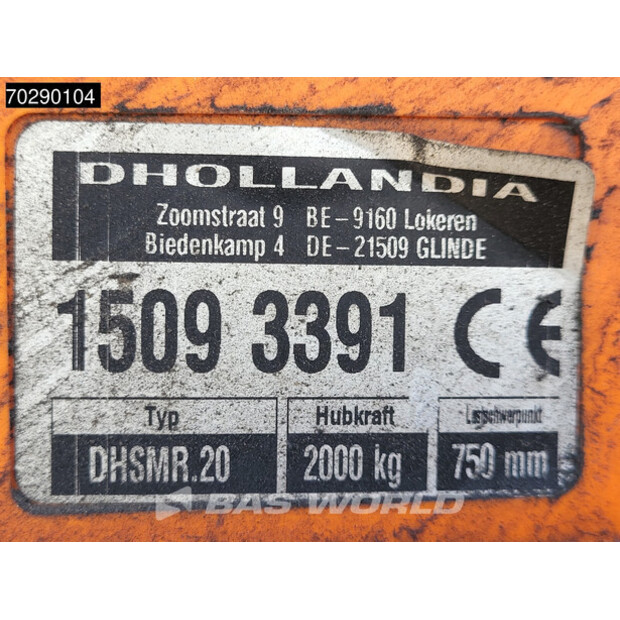 70290104
DHOLLANDIA
Zoomstraat 9 BE-9160 Lokeren
Biedenkamp 4 DE-21509 GLINDE
1509 3391 CE
Typ Hubkraft Lastschwerpunkt
DHSMR.20 2000 kg 750 mm
BAS WORLD